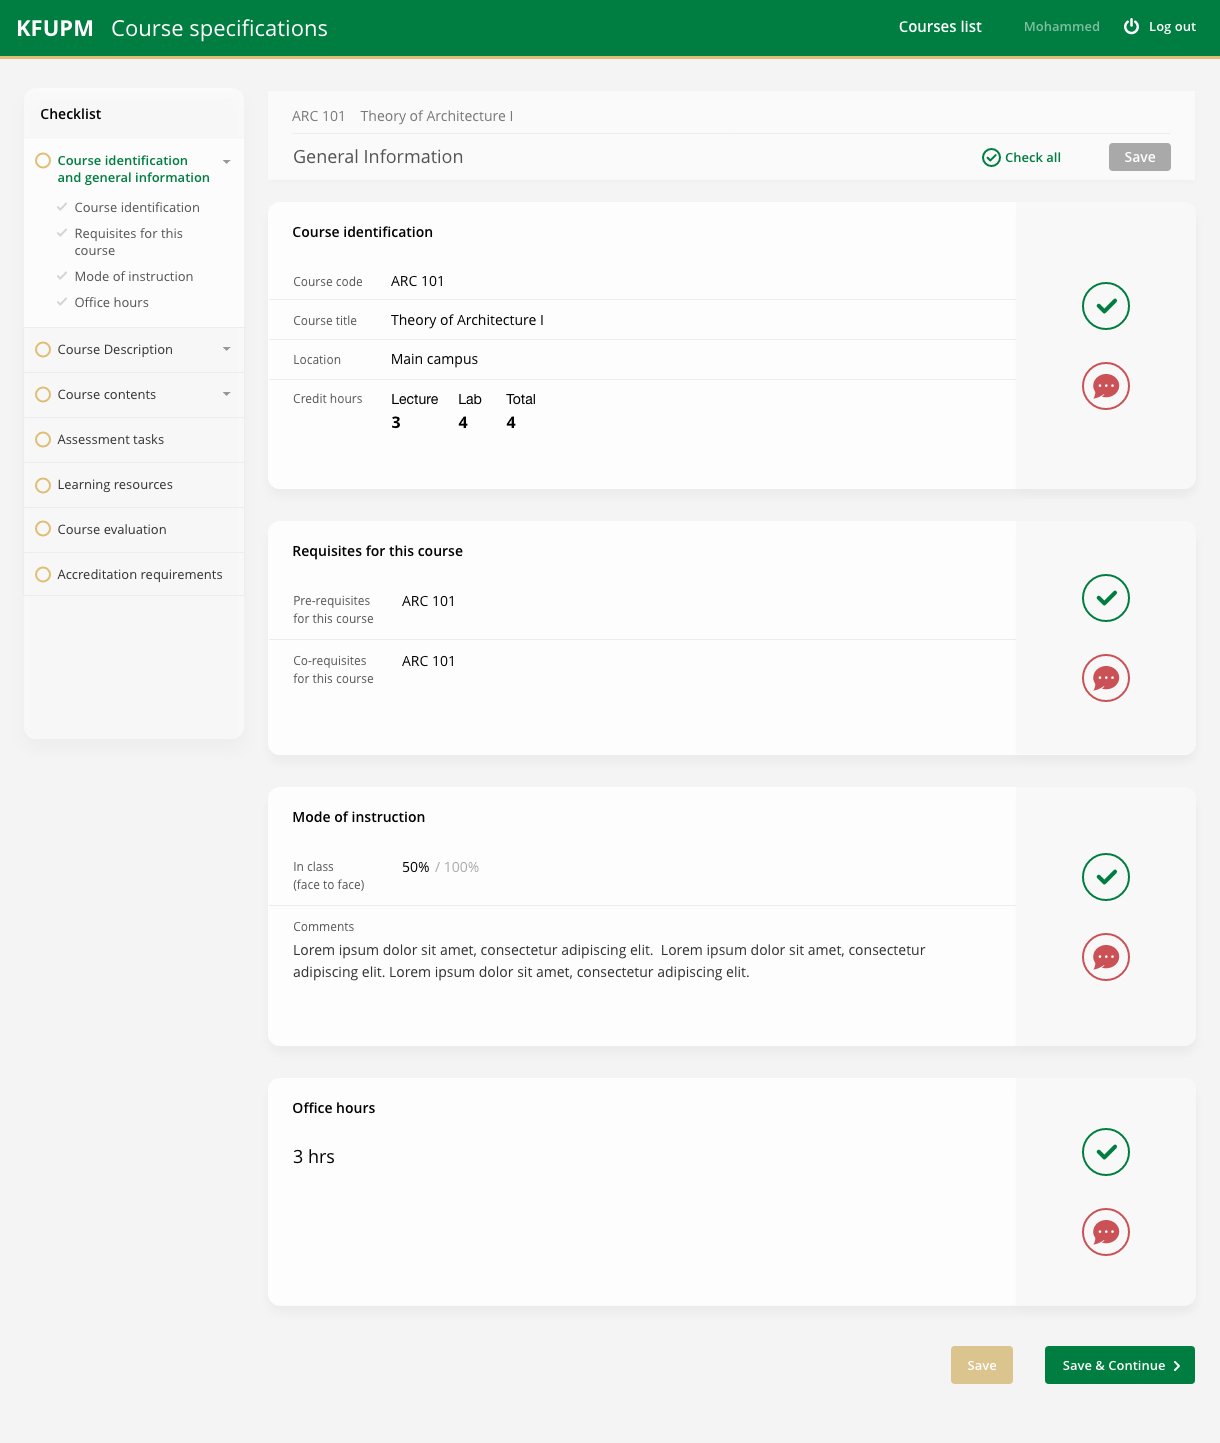 KFUPM Course specifications Courses list Mohammed Log out
Checklist
Course identification
and general information
Course identification
Requisites for this
course
Mode of instruction
Office hours
Course Description
Course contents
Assessment tasks
Learning resources
Course evaluation
Accreditation requirements
ARC 101 Theory of Architecture I
General Information Check all Save
Course identification
Course code ARC 101
Course title Theory of Architecture I
Location Main campus
Credit hours Lecture Lab Total
3 4 4
Requisites for this course
Pre-requisites ARC 101
for this course
Co-requisites ARC 101
for this course
Mode of instruction
In class 50% / 100%
(face to face)
Comments
Lorem ipsum dolor sit amet, consectetur adipiscing elit.  Lorem ipsum dolor sit amet, consectetur
adipiscing elit. Lorem ipsum dolor sit amet, consectetur adipiscing elit.
Office hours
3 hrs
Save Save & Continue